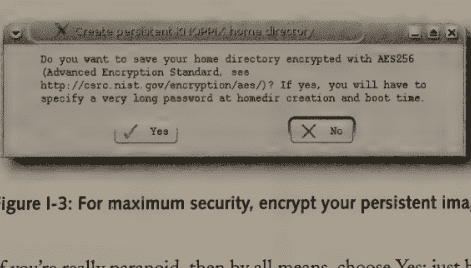 Create persistent KNOPPIX home directory
Do you want to save your home directory encrypted with AES256
(Advanced Encryption Standard, see
http://csrc.nist.gov/encryption/aes/)? If yes, you will have to
specify a very long password at homedir creation and boot time.
Yes No
igure I-3: For maximum security, encrypt your persistent ima
f you're really paranoid, then by all means, choose Yes; just b